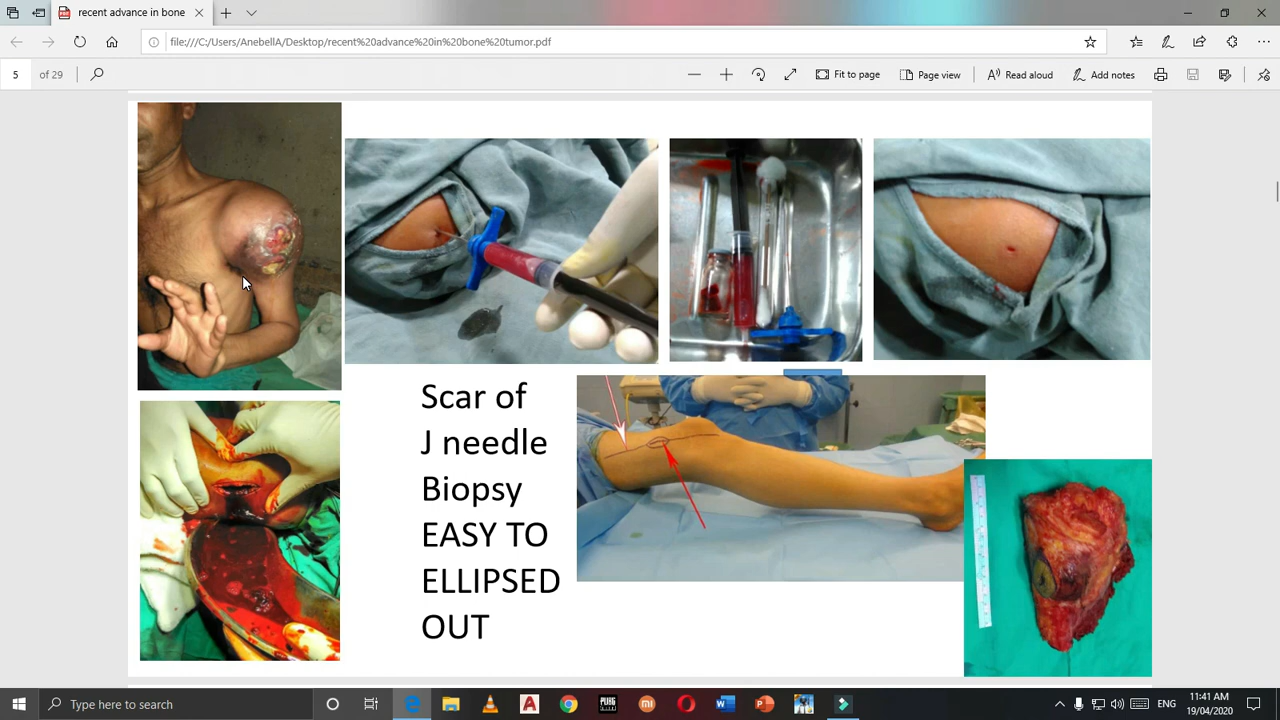 recent advance in bone
file:///C:/Users/AnebellA/Desktop/recent%20advance%20in%20bone%20tumor.pdf
5 of 29
Fit to page
Page view
Read aloud
Add notes
Scar of
J needle
Biopsy
EASY TO
ELLIPSED
OUT
Type here to search
ENG
11:41 AM
19/04/2020